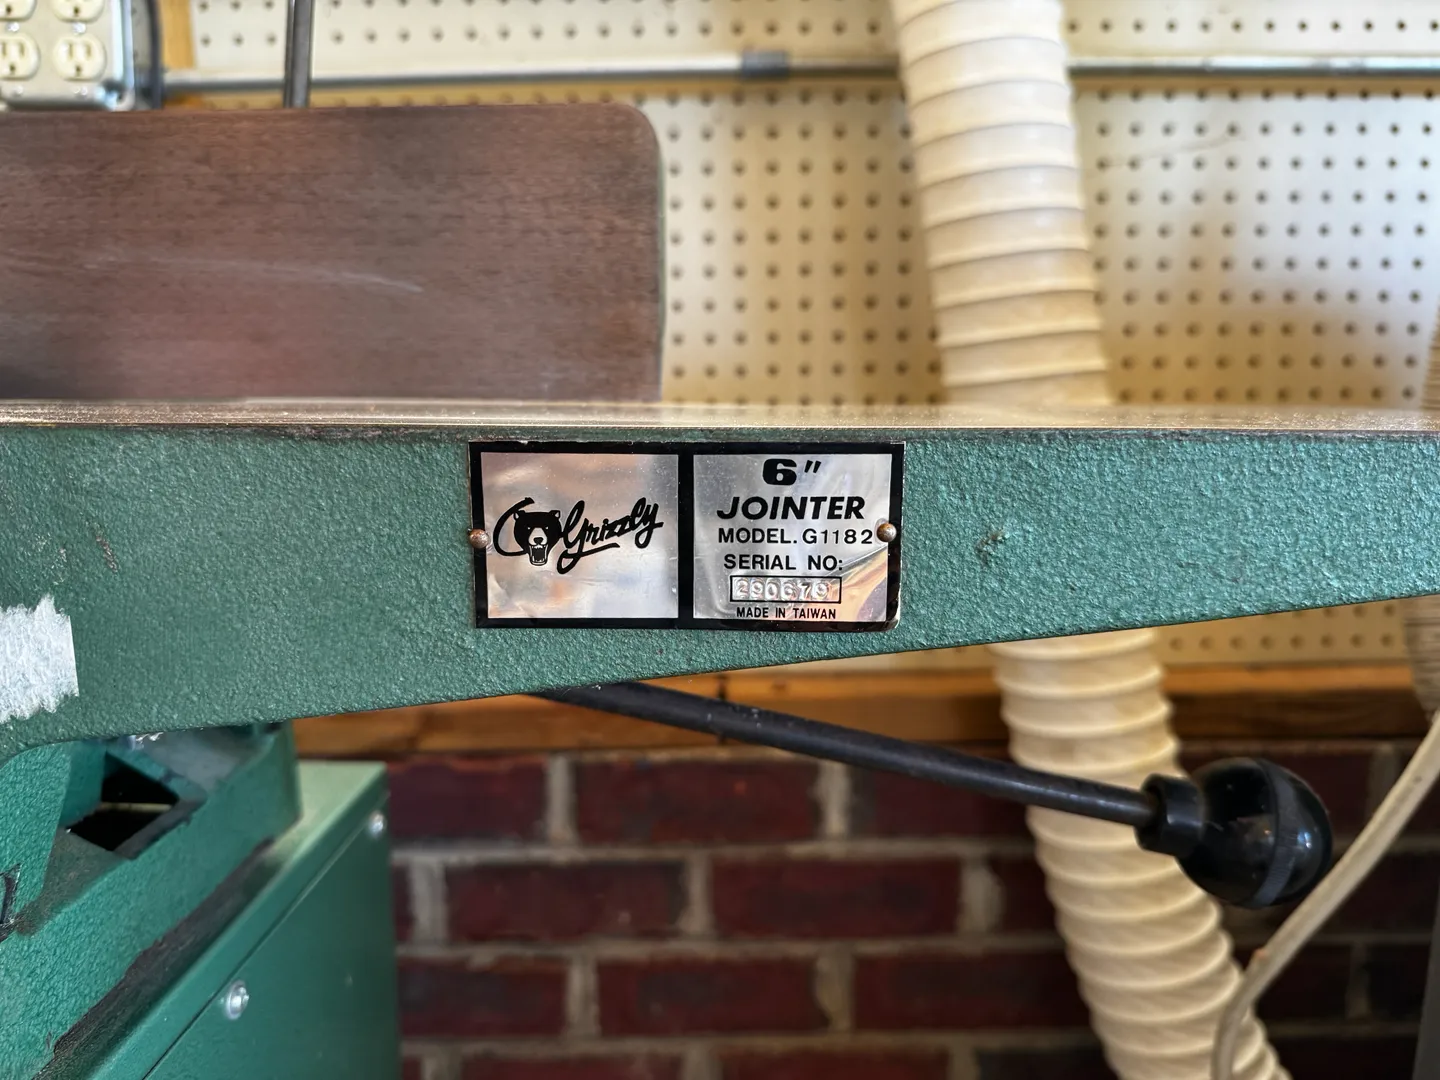 Grizzly
6"
JOINTER
MODEL. G1182
SERIAL NO:
290679
MADE IN TAIWAN